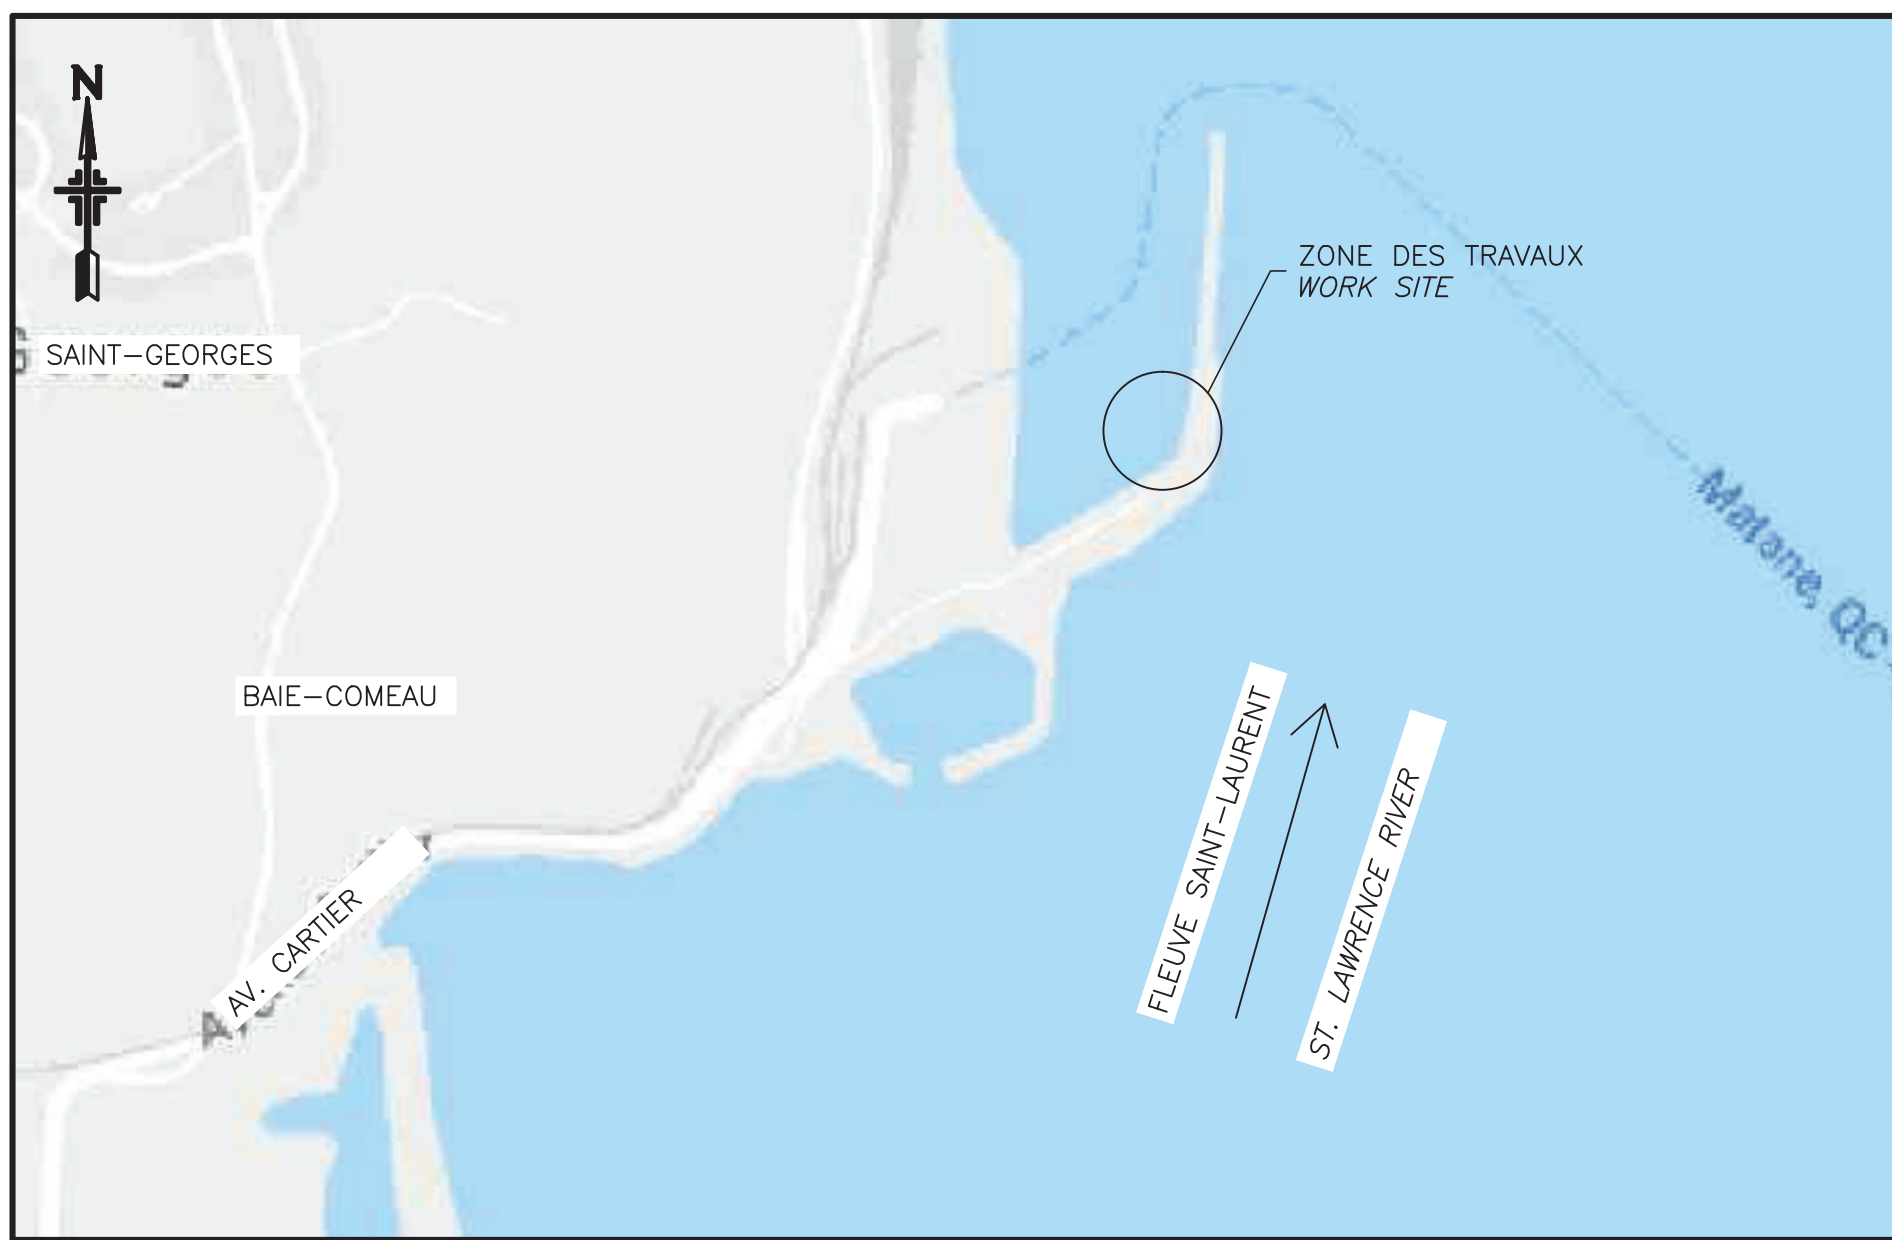 N
ZONE DES TRAVAUX
WORK SITE
SAINT-GEORGES
Matane, QC
BAIE-COMEAU
FLEUVE SAINT-LAURENT
ST. LAWRENCE RIVER
AV. CARTIER